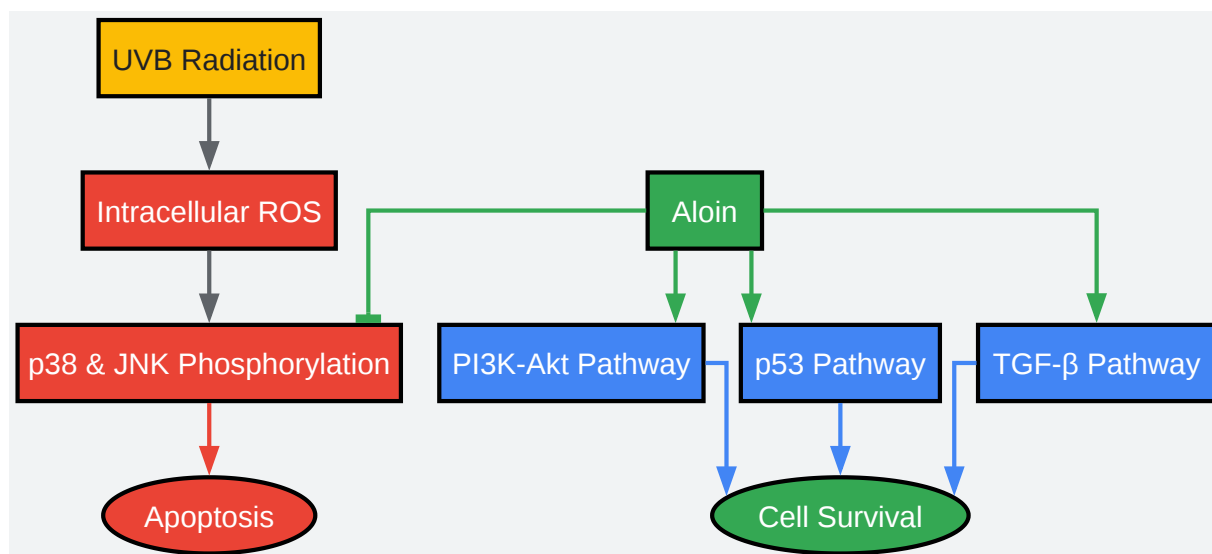 UVB Radiation
Intracellular ROS
Aloin
p38 & JNK Phosphorylation
PI3K-Akt Pathway
p53 Pathway
TGF-β Pathway
Apoptosis
Cell Survival